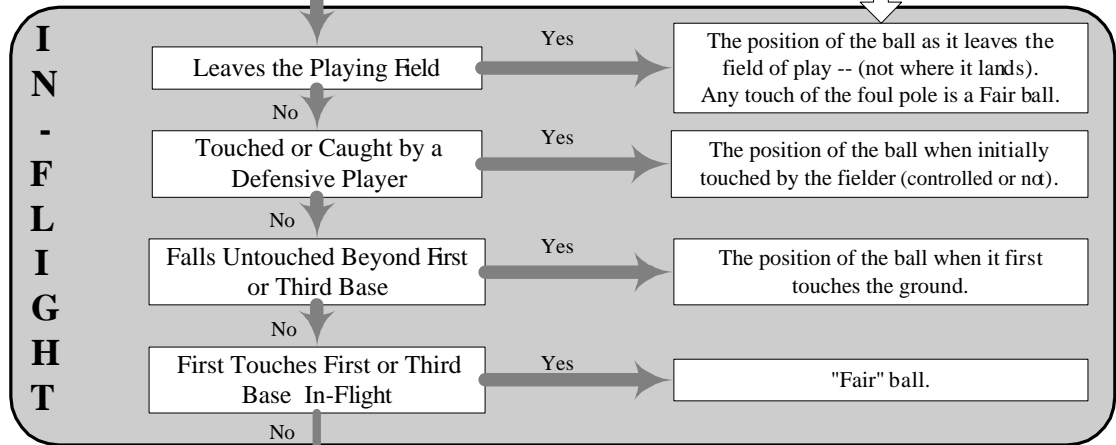 IN-FLIGHT
Leaves the Playing Field
Yes
The position of the ball as it leaves the
field of play -- (not where it lands).
Any touch of the foul pole is a Fair ball.
No
Touched or Caught by a
Defensive Player
Yes
The position of the ball when initially
touched by the fielder (controlled or not).
No
Falls Untouched Beyond First
or Third Base
Yes
The position of the ball when it first
touches the ground.
No
First Touches First or Third
Base In-Flight
Yes
"Fair" ball.
No